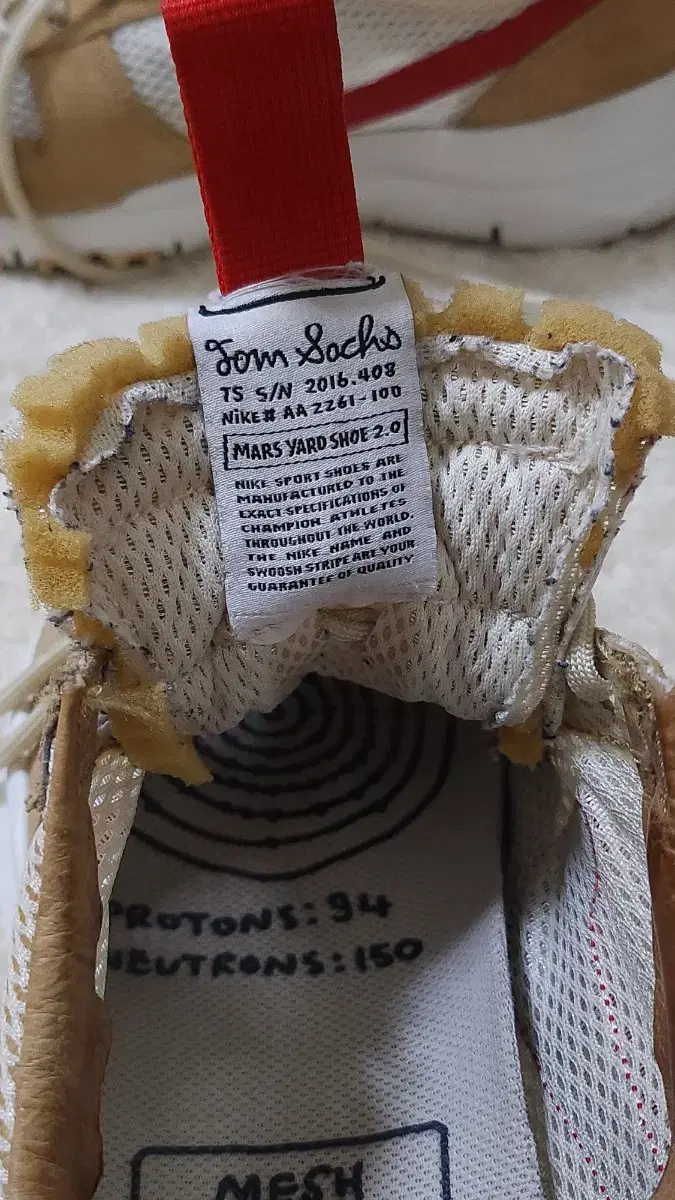 Tom Sachs
TS S/N 2016.408
NikE# AA 2261-100
MARS YARD SHOE 2.0
NIKE SPORT SHOES ARE
MANUFACTURED TO THE
EXACT SPECIFICATIONS OF
CHAMPION ATHLETES
THROUGHOUT THE WORLD.
THE NIKE NAME AND
SWOOSH STRIPE ARE YOUR
GUARANTEE OF QUALITY
PROTONS: 94
NEUTRONS: 150
MESH